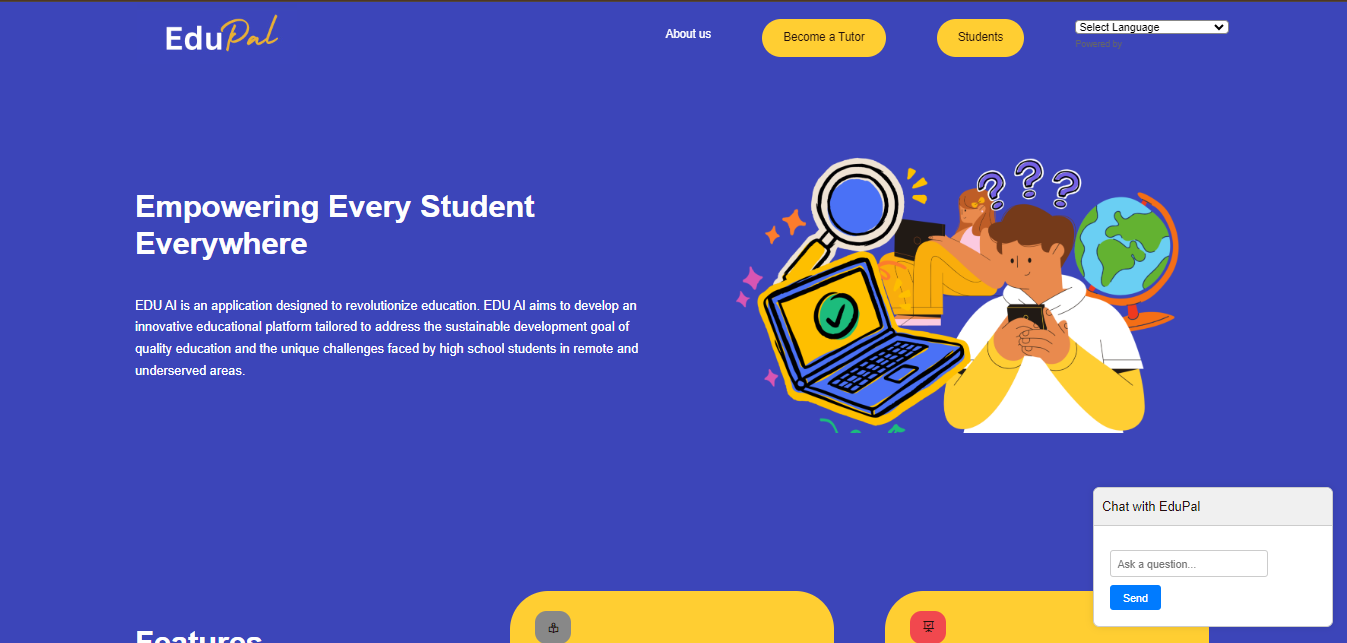 EduPal
About us
Become a Tutor
Students
Select Language
Powered by
Empowering Every Student
Everywhere
EDU AI is an application designed to revolutionize education. EDU AI aims to develop an
innovative educational platform tailored to address the sustainable development goal of
quality education and the unique challenges faced by high school students in remote and
underserved areas.
???
Chat with EduPal
Ask a question...
Send
Features